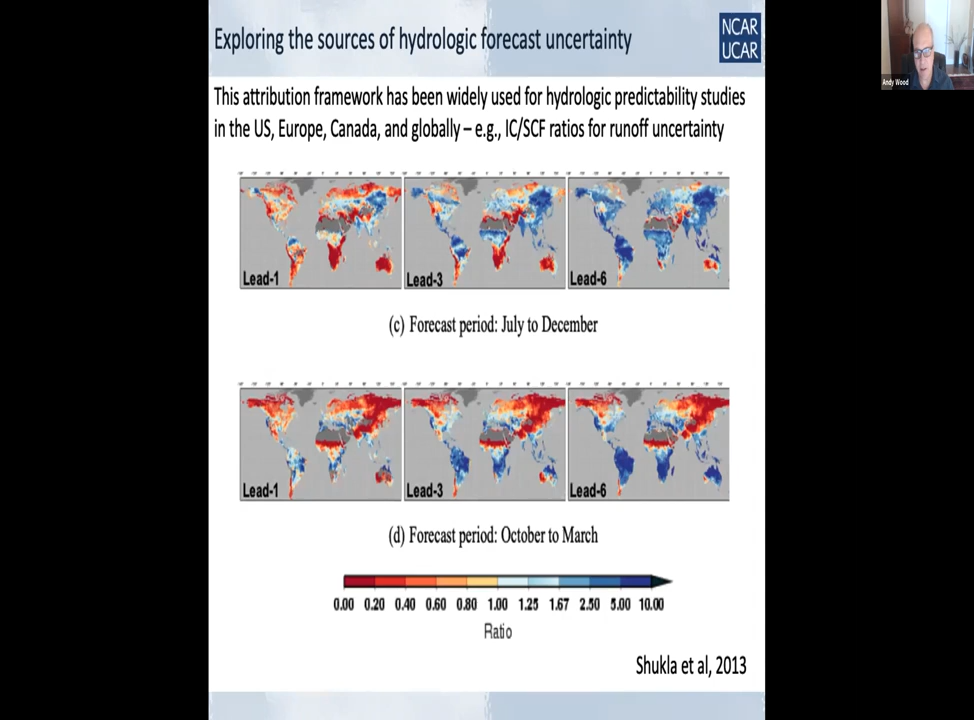 Exploring the sources of hydrologic forecast uncertainty
NCAR
UCAR
Andy Wood
This attribution framework has been widely used for hydrologic predictability studies
in the US, Europe, Canada, and globally – e.g., IC/SCF ratios for runoff uncertainty
Lead-1
Lead-3
Lead-6
(c) Forecast period: July to December
Lead-1
Lead-3
Lead-6
(d) Forecast period: October to March
0.00 0.20 0.40 0.60 0.80 1.00 1.25 1.67 2.50 5.00 10.00
Ratio
Shukla et al, 2013